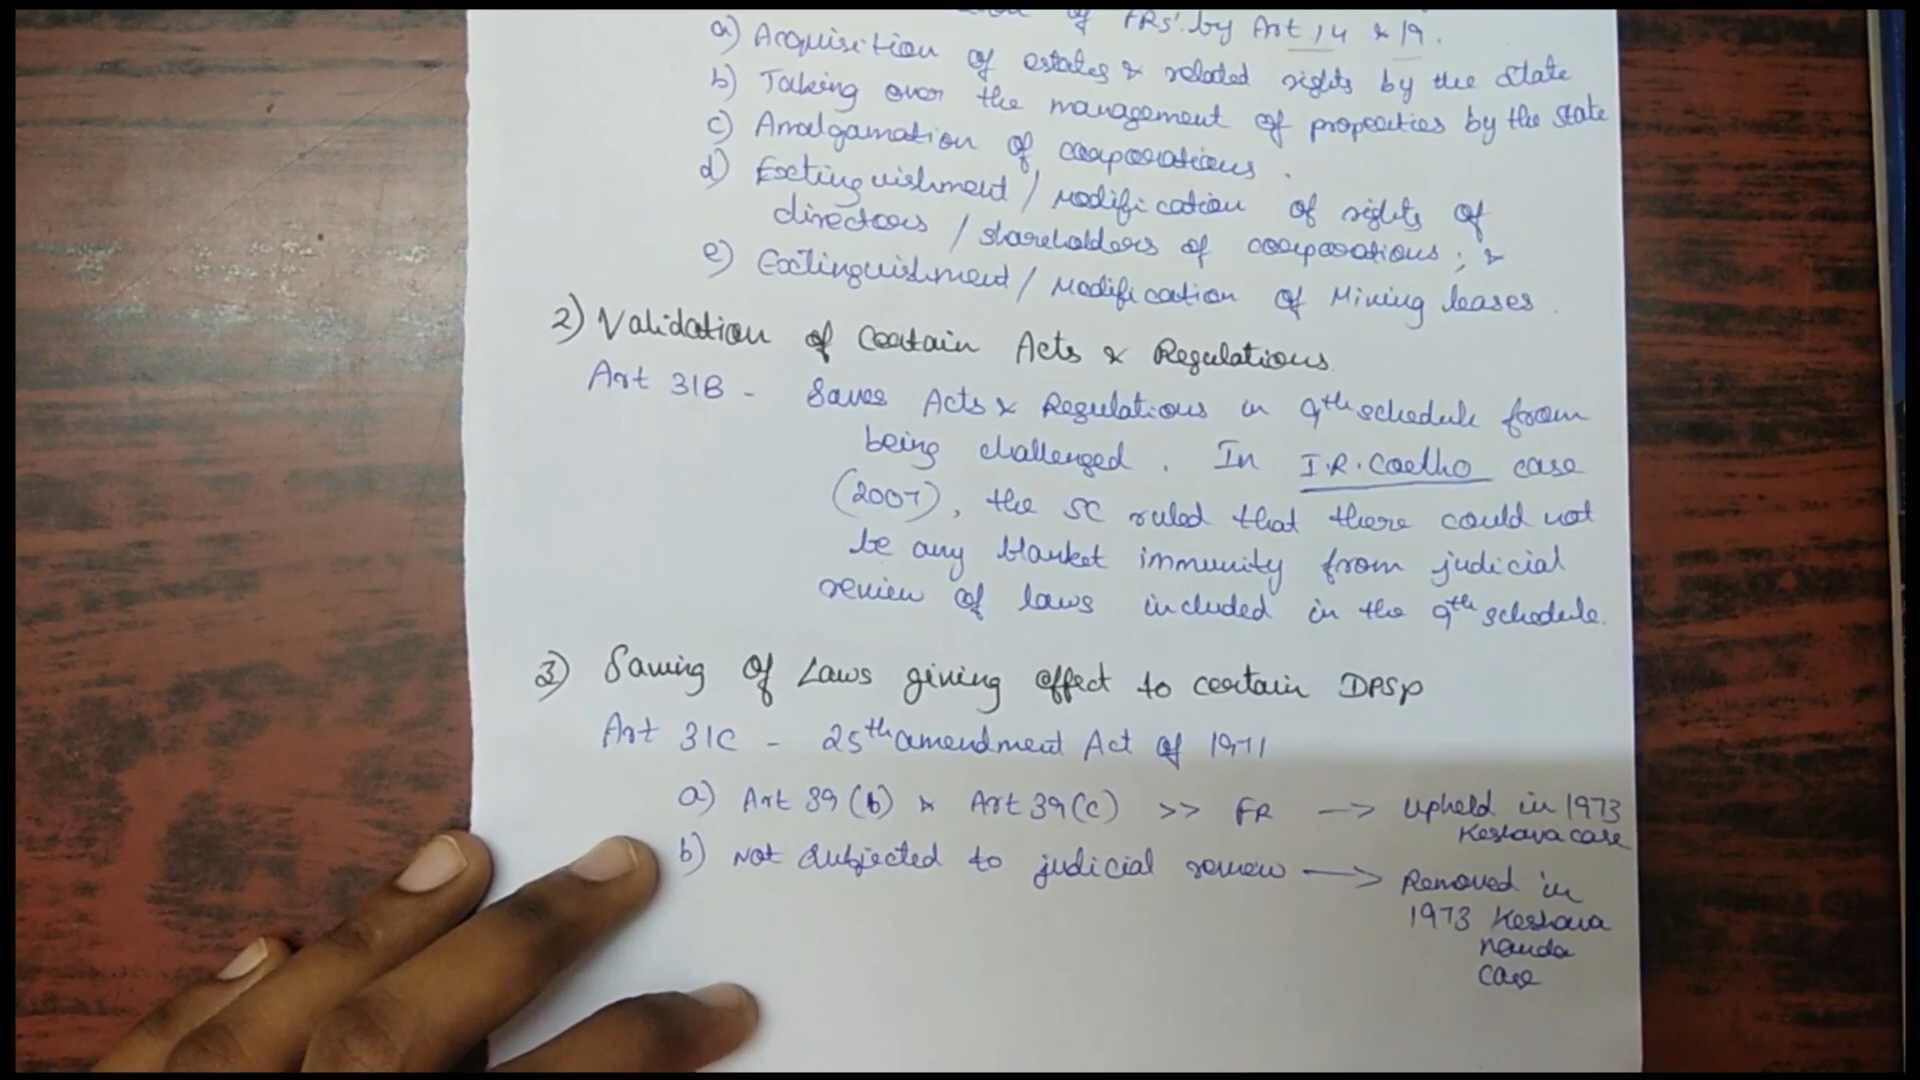 of FRs' by Art 14 & 19.
a) Acquisition of estates & related rights by the State
b) Taking over the management of properties by the State
c) Amalgamation of corporations.
d) Extinguishment / Modification of rights of
directors / shareholders of corporations; &
e) Extinguishment / Modification of Mining leases.
2) Validation of Certain Acts & Regulations
Art 31B - Saves Acts & Regulations in 9th schedule from
being challenged. In I.R. Coelho case
(2007), the SC ruled that there could not
be any blanket immunity from judicial
review of laws included in the 9th schedule.
3) Saving of Laws giving effect to certain DPSP
Art 31C - 25th amendment Act of 1971
a) Art 39(b) & Art 39(c) >> FR -> Upheld in 1973
Keshava case
b) Not Subjected to judicial review -> Removed in
1973 Keshava
nanda
case